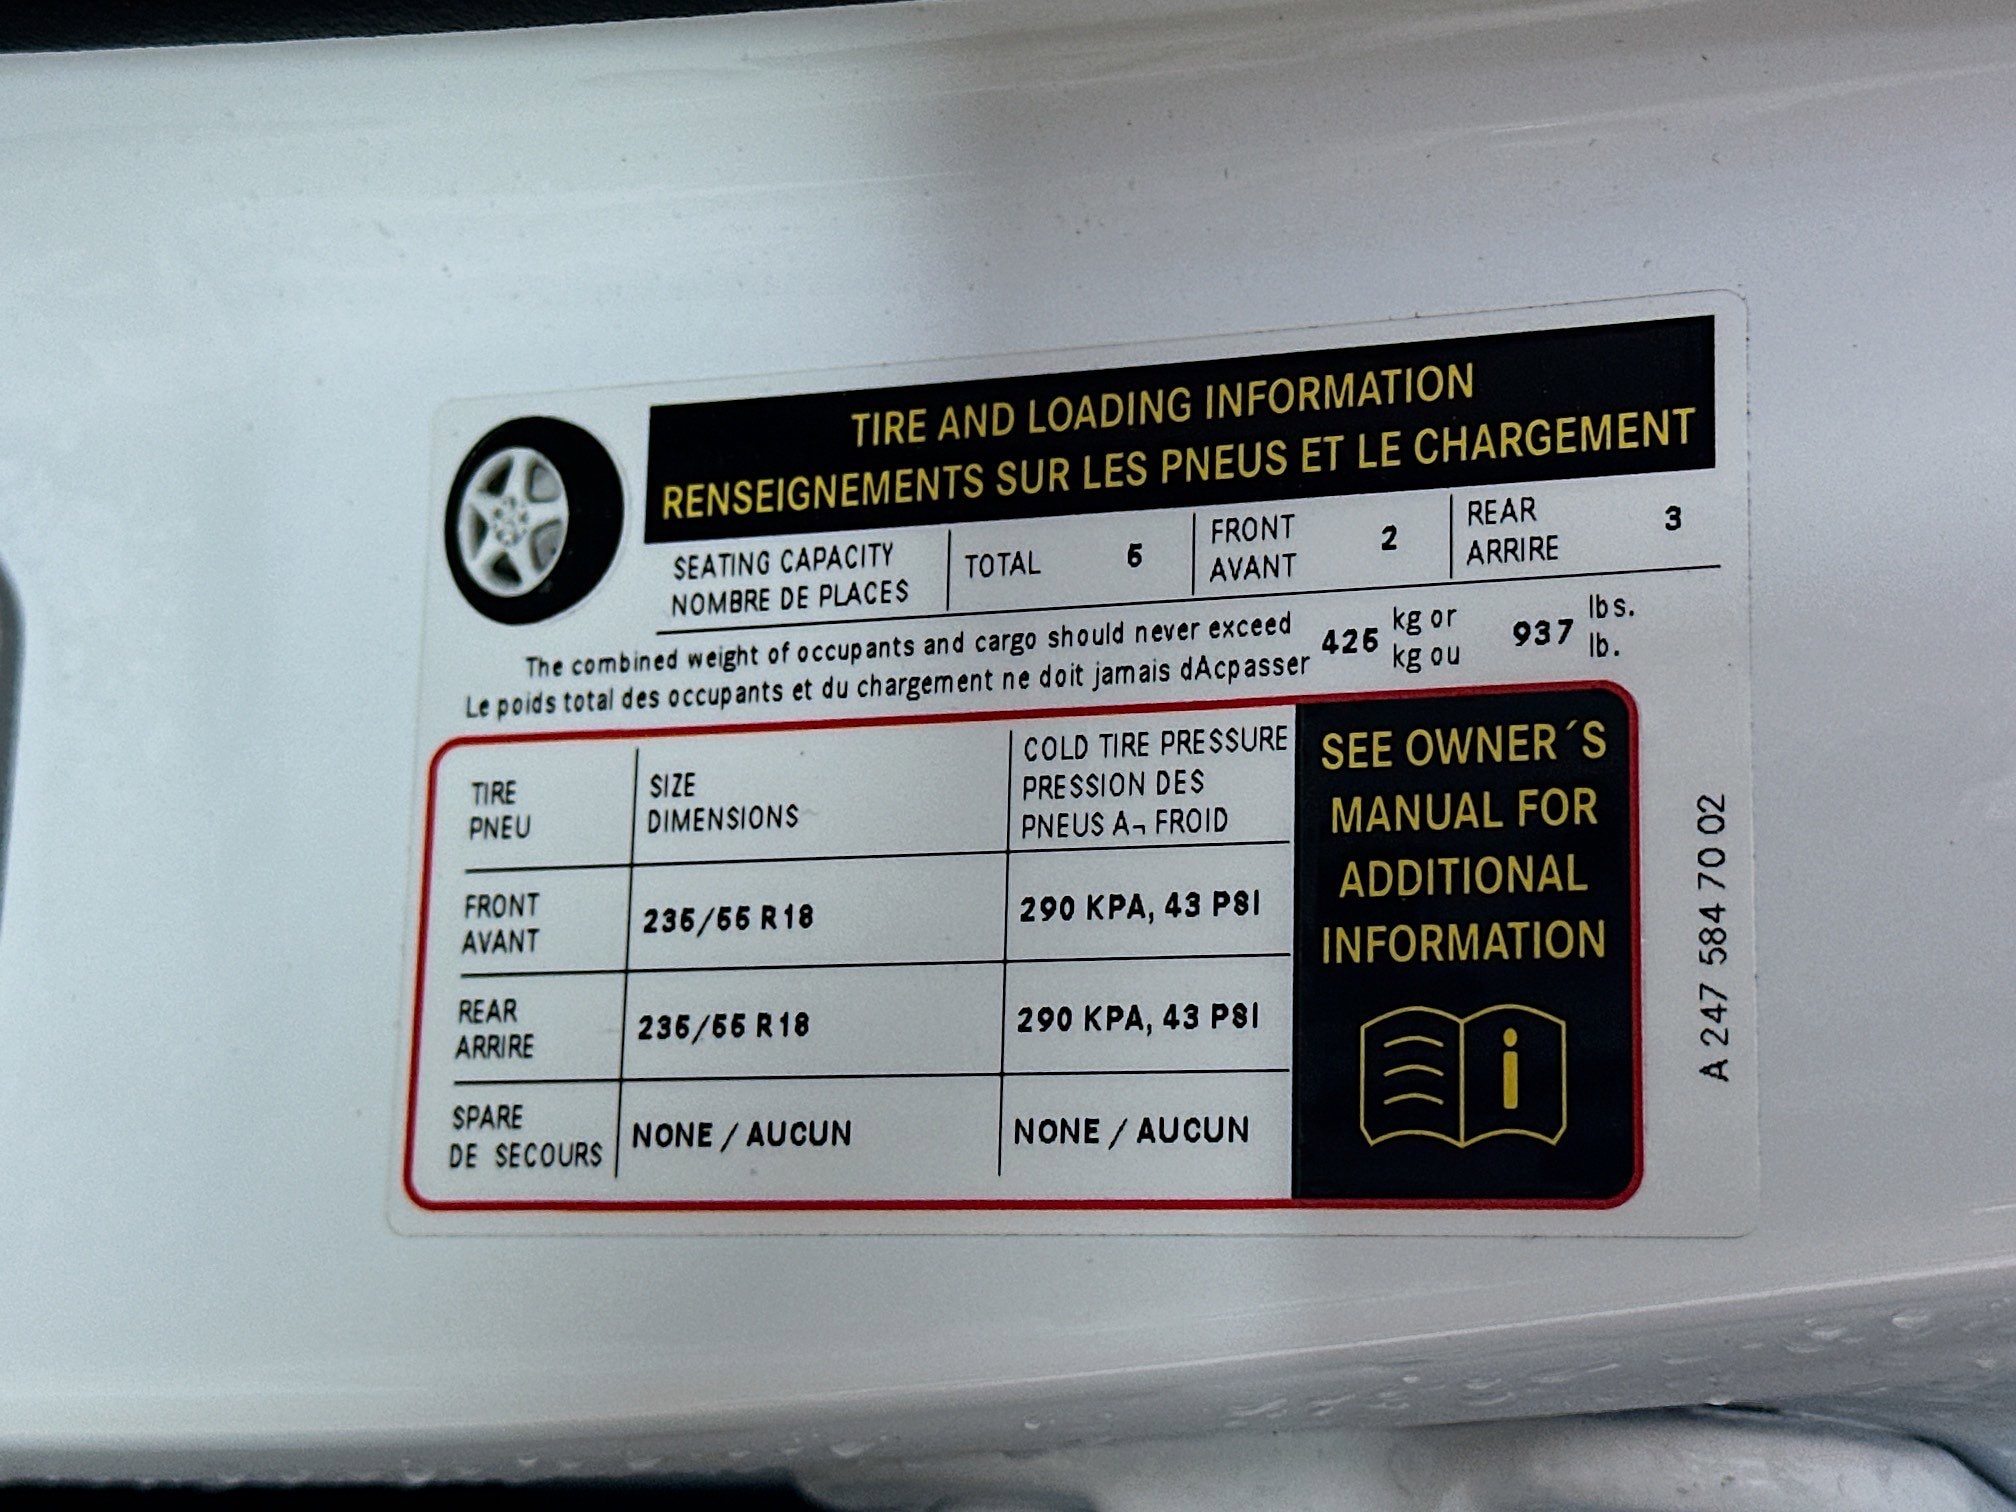 TIRE AND LOADING INFORMATION
RENSEIGNEMENTS SUR LES PNEUS ET LE CHARGEMENT
SEATING CAPACITY
NOMBRE DE PLACES
TOTAL 5
FRONT
AVANT
2
REAR
ARRIRE
3
The combined weight of occupants and cargo should never exceed
Le poids total des occupants et du chargement ne doit jamais dAcpasser
425
kg or
kg ou
937
lbs.
lb.
TIRE
PNEU
SIZE
DIMENSIONS
COLD TIRE PRESSURE
PRESSION DES
PNEUS A¬ FROID
FRONT
AVANT
235/55 R18
290 KPA, 43 PSI
REAR
ARRIRE
235/55 R18
290 KPA, 43 PSI
SPARE
DE SECOURS
NONE / AUCUN
NONE / AUCUN
SEE OWNER´S
MANUAL FOR
ADDITIONAL
INFORMATION
i
A 247 584 70 02